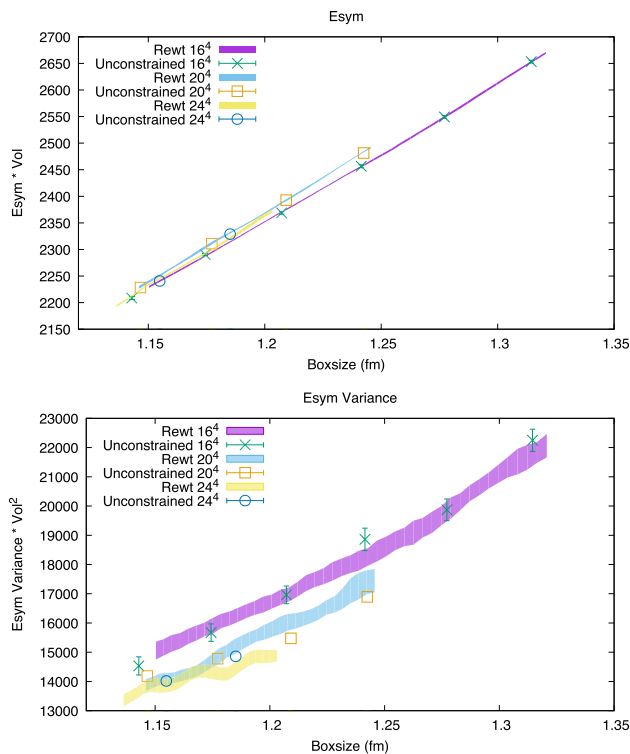 Esym
2700
2650
2600
2550
2500
2450
2400
2350
2300
2250
2200
2150
Esym * Vol
Rewt 16⁴
Unconstrained 16⁴
Rewt 20⁴
Unconstrained 20⁴
Rewt 24⁴
Unconstrained 24⁴
1.15 1.2 1.25 1.3 1.35
Boxsize (fm)
Esym Variance
23000
22000
21000
20000
19000
18000
17000
16000
15000
14000
13000
Esym Variance * Vol²
Rewt 16⁴
Unconstrained 16⁴
Rewt 20⁴
Unconstrained 20⁴
Rewt 24⁴
Unconstrained 24⁴
1.15 1.2 1.25 1.3 1.35
Boxsize (fm)